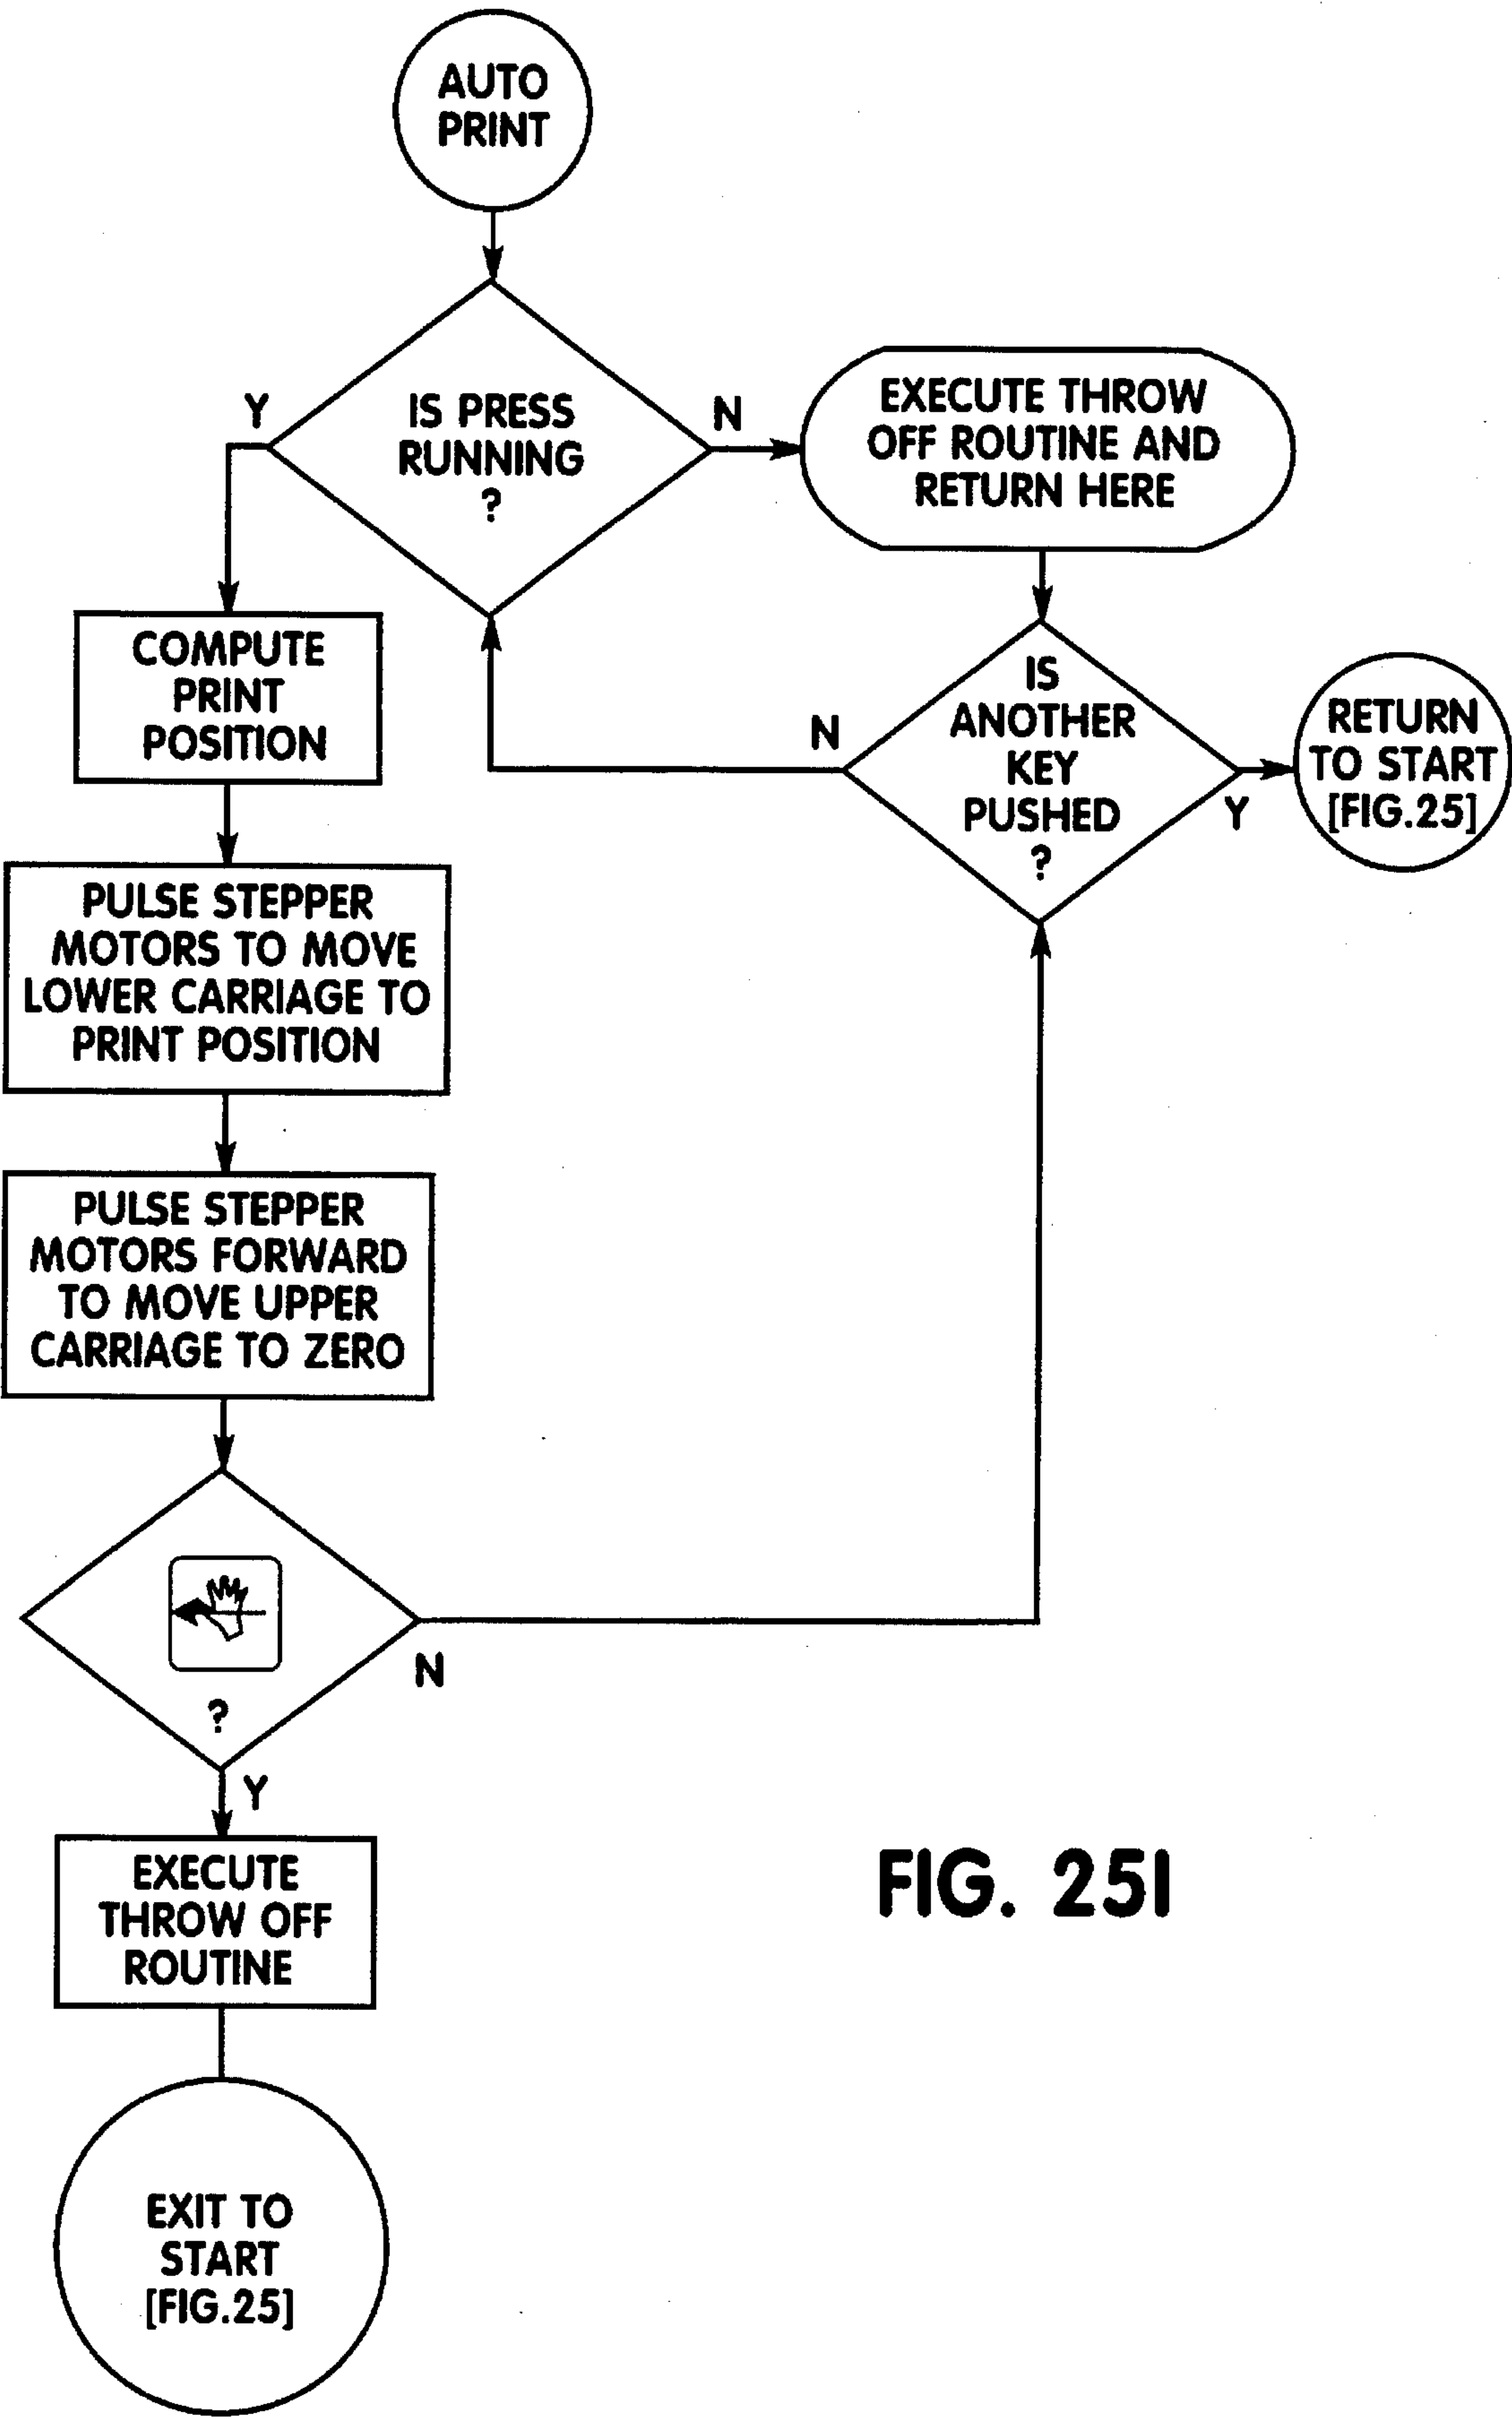 AUTO
PRINT
IS PRESS
RUNNING
?
Y
N
EXECUTE THROW
OFF ROUTINE AND
RETURN HERE
COMPUTE
PRINT
POSITION
IS
ANOTHER
KEY
PUSHED
?
N
Y
RETURN
TO START
[FIG.25]
PULSE STEPPER
MOTORS TO MOVE
LOWER CARRIAGE TO
PRINT POSITION
PULSE STEPPER
MOTORS FORWARD
TO MOVE UPPER
CARRIAGE TO ZERO
?
N
Y
EXECUTE
THROW OFF
ROUTINE
EXIT TO
START
[FIG.25]
FIG. 25I